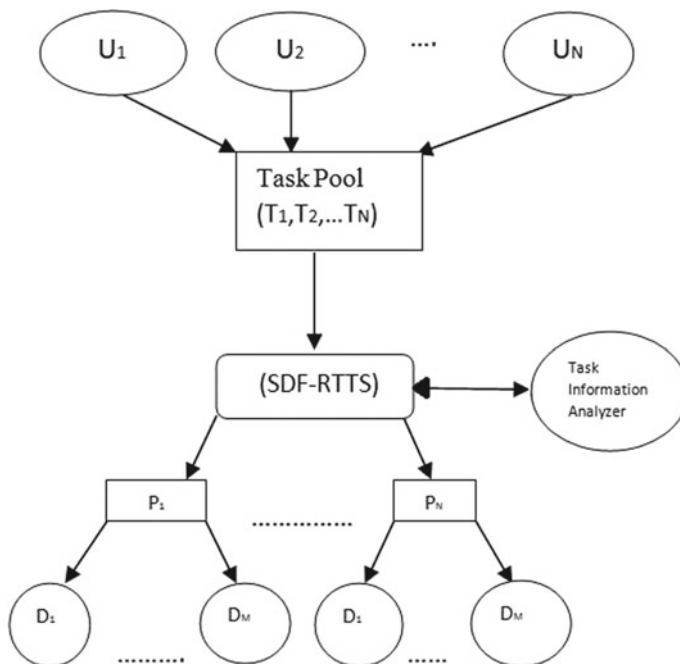 U1 U2 .... UN
Task Pool
(T1,T2,...TN)
(SDF-RTTS)
Task
Information
Analyzer
P1 ............... PN
D1 .......... DM D1 ...... DM